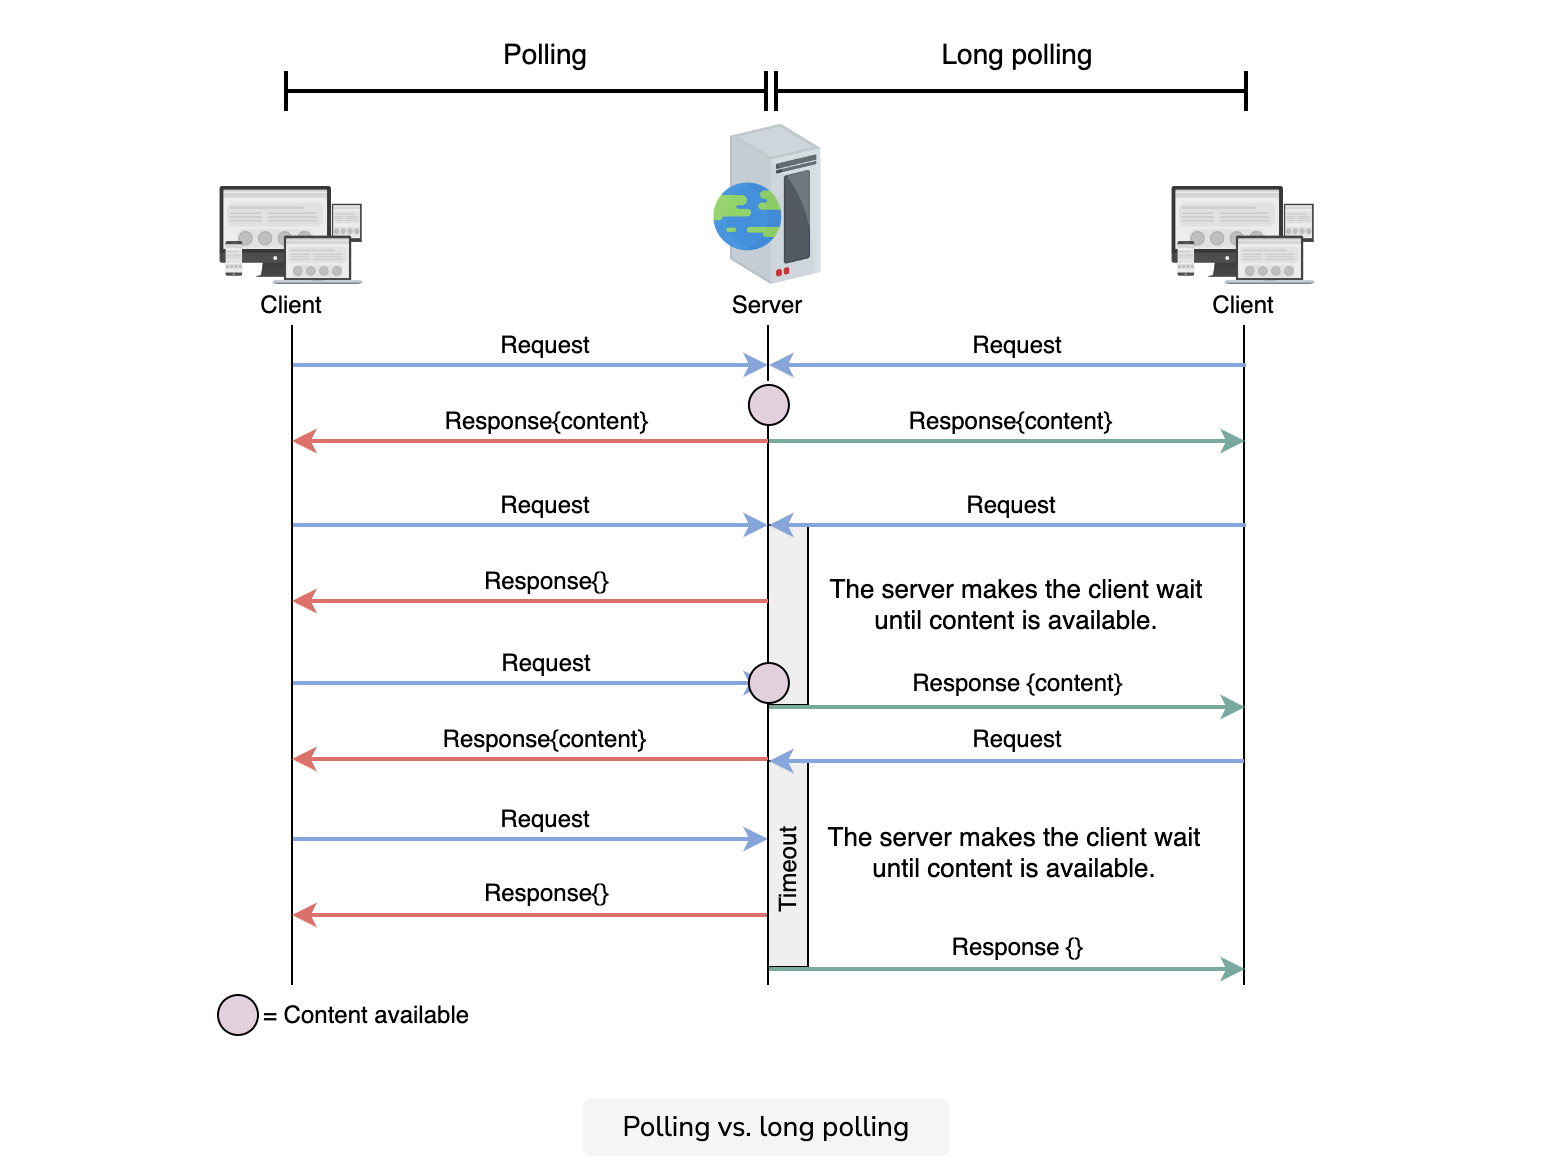 Polling
Long polling
Client
Server
Client
Request
Request
Response{content}
Response{content}
Request
Request
Response{}
The server makes the client wait
until content is available.
Request
Response {content}
Response{content}
Request
Request
Timeout
The server makes the client wait
until content is available.
Response{}
Response {}
= Content available
Polling vs. long polling